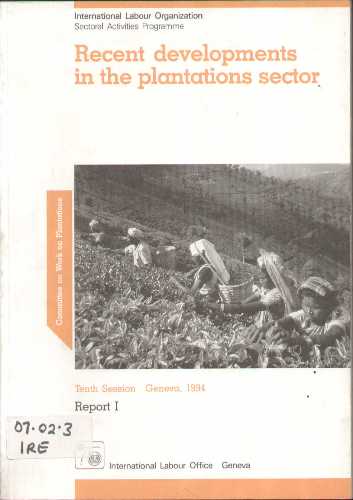 International Labour Organization
Sectoral Activities Programme
Recent developments
in the plantations sector
Committee on Work on Plantations
Tenth Session Geneva, 1994
Report I
07.02.3
IRE
International Labour Office Geneva